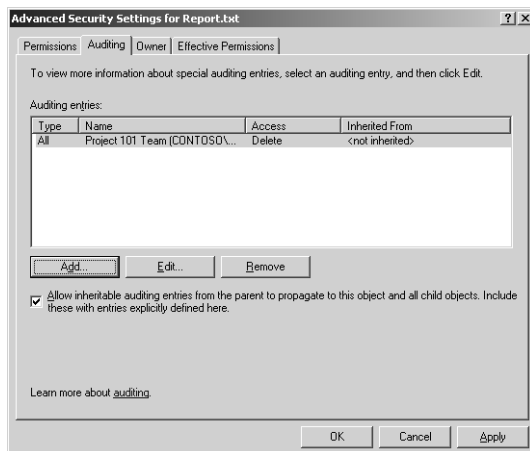 Advanced Security Settings for Report.txt
Permissions Auditing Owner Effective Permissions
To view more information about special auditing entries, select an auditing entry, and then click Edit.
Auditing entries:
Type Name Access Inherited From
All Project 101 Team (CONTOSO\... Delete <not inherited>
Add... Edit... Remove
Allow inheritable auditing entries from the parent to propagate to this object and all child objects. Include
these with entries explicitly defined here.
Learn more about auditing.
OK Cancel Apply